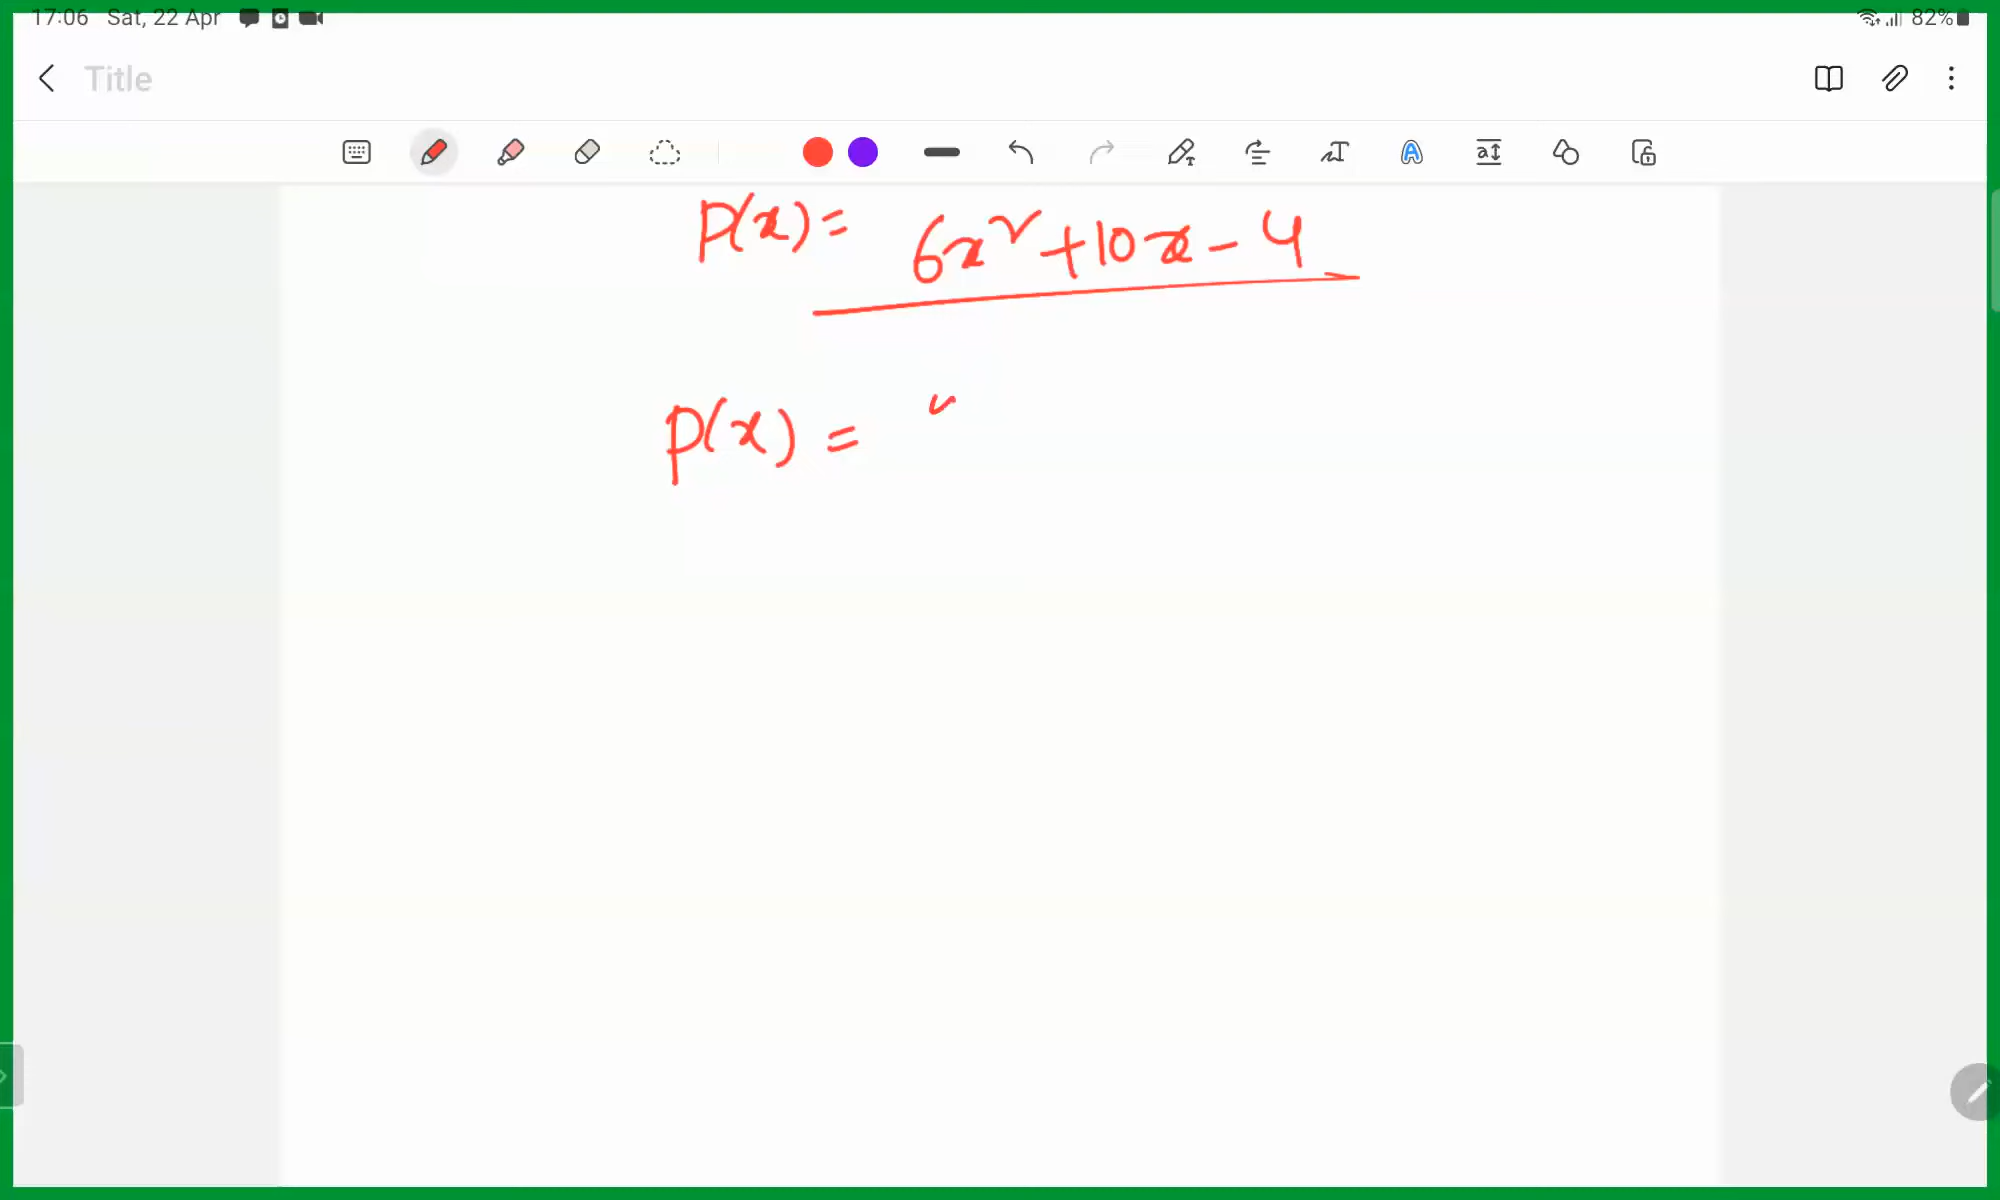 17:06 Sat, 22 Apr 82%
Title
P(x) = 6x² + 10x - 4
P(x) =